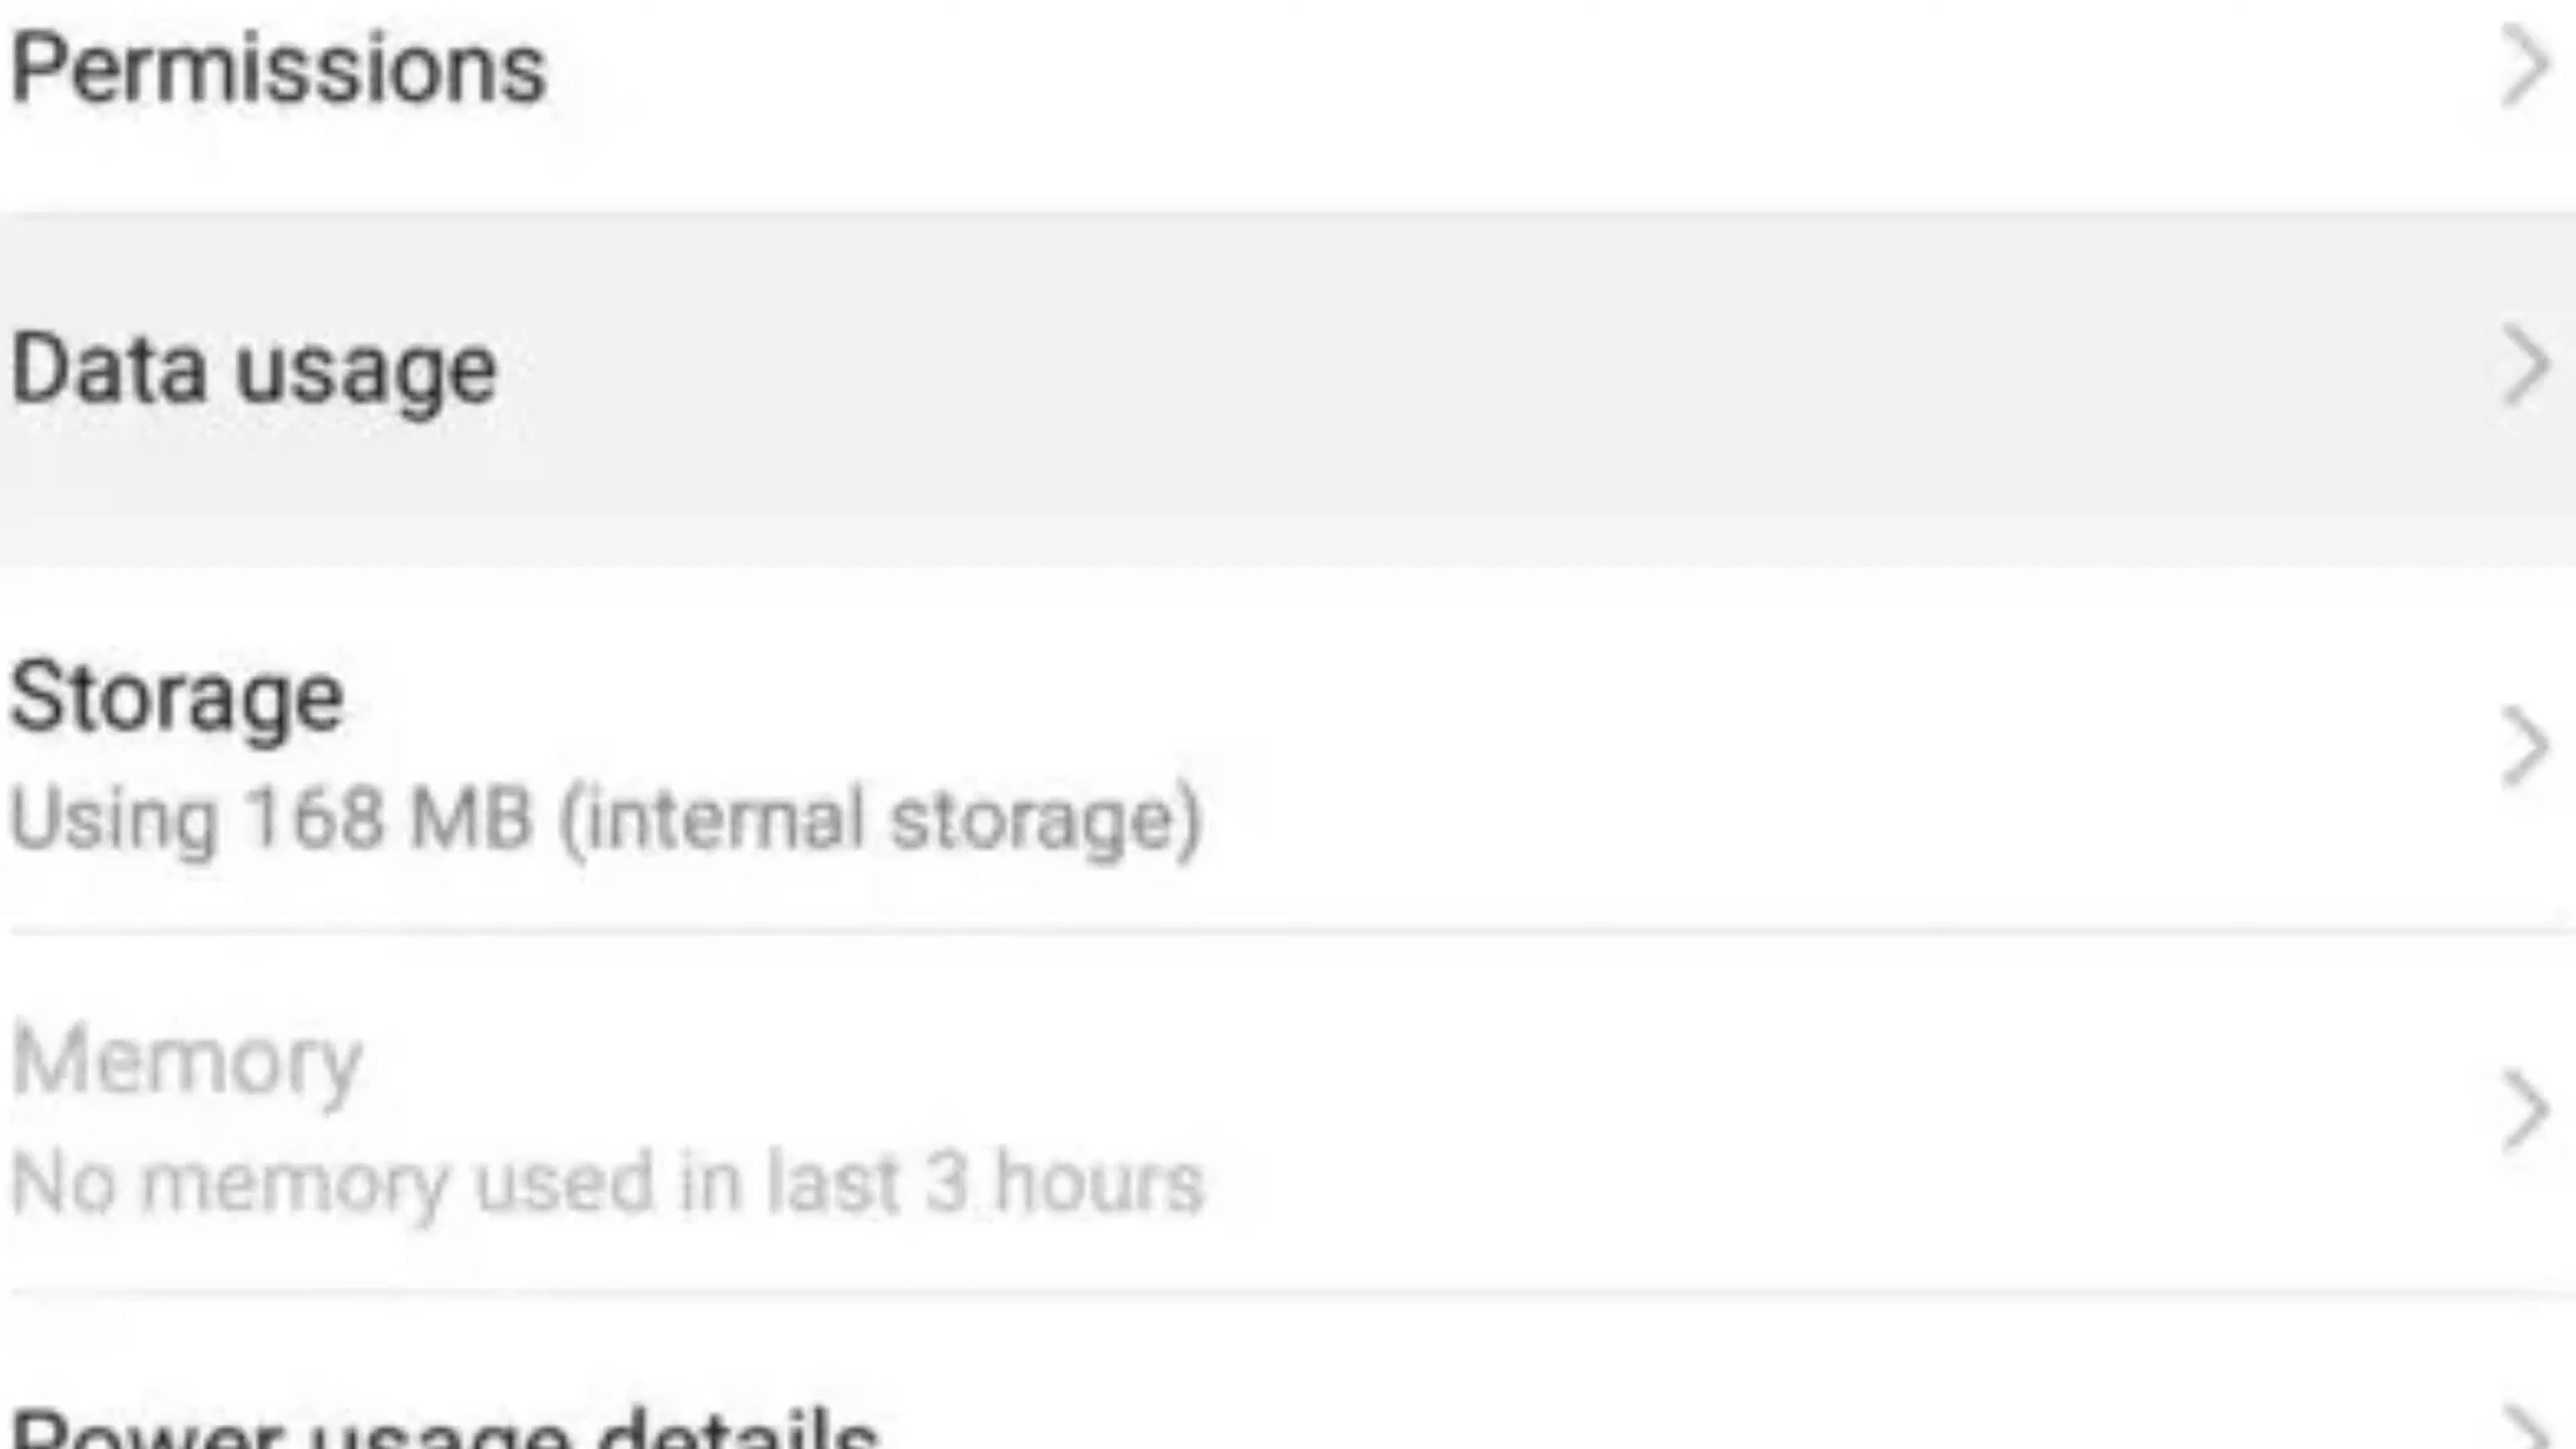 Permissions
Data usage
Storage
Using 168 MB (internal storage)
Memory
No memory used in last 3 hours
Power usage details